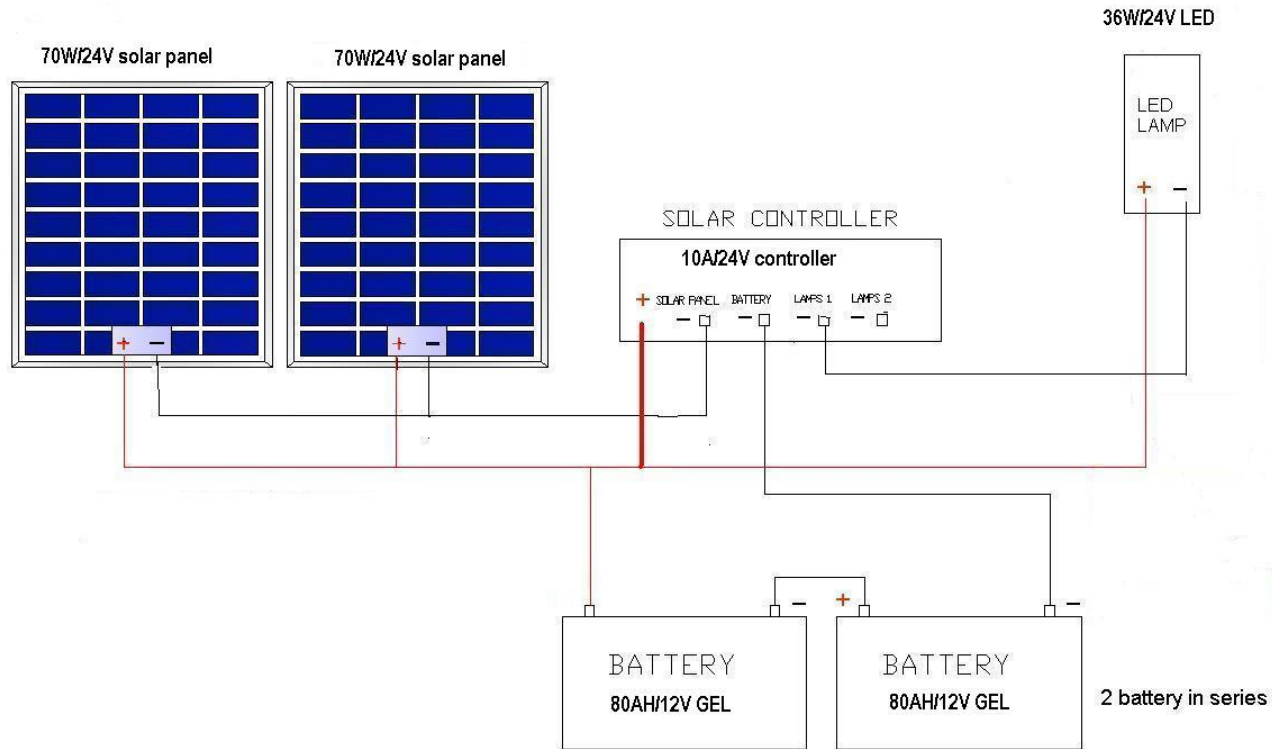 36W/24V LED
70W/24V solar panel
70W/24V solar panel
LED
LAMP
+ −
SOLAR CONTROLLER
10A/24V controller
+ SOLAR PANEL BATTERY LAMPS 1 LAMPS 2
− − − −
+ −
+ −
− + −
BATTERY
80AH/12V GEL
BATTERY
80AH/12V GEL
2 battery in series